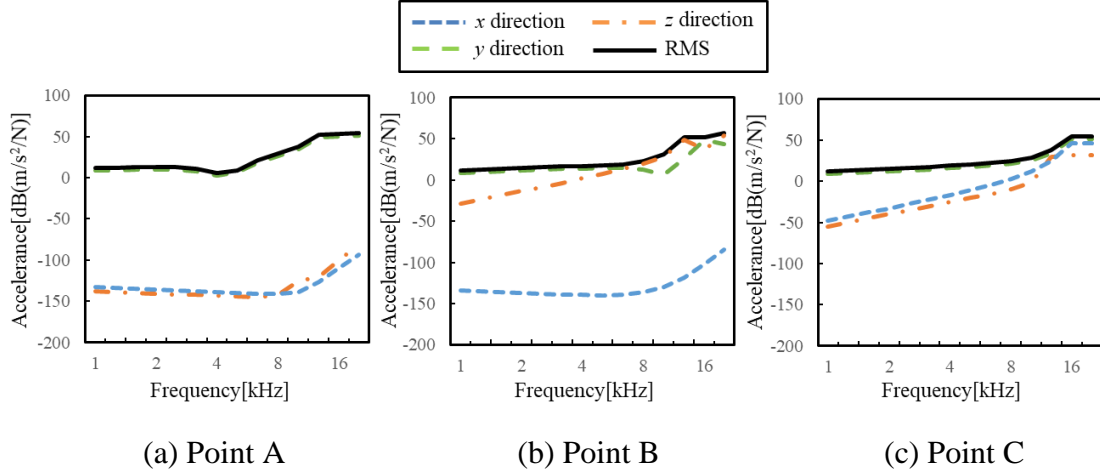 x direction
z direction
y direction
RMS
Accelerance[dB(m/s²/N)]
100
50
0
-50
-100
-150
-200
1 2 4 8 16
Frequency[kHz]
(a) Point A
Accelerance[dB(m/s²/N)]
100
50
0
-50
-100
-150
-200
1 2 4 8 16
Frequency[kHz]
(b) Point B
Accelerance[dB(m/s²/N)]
100
50
0
-50
-100
-150
-200
1 2 4 8 16
Frequency[kHz]
(c) Point C